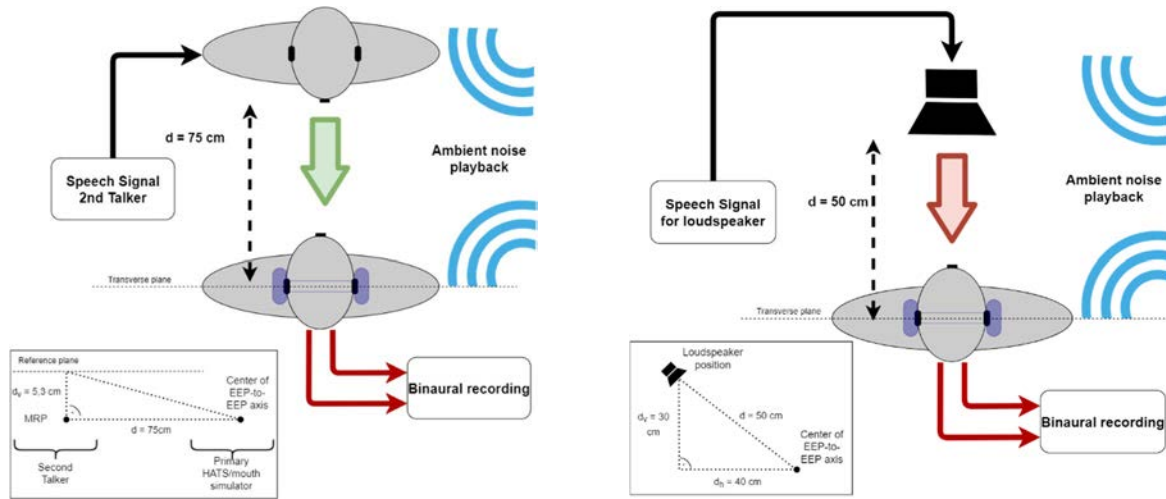 d = 75 cm
Ambient noise
playback
Speech Signal
2nd Talker
Transverse plane
Reference plane
dᵥ = 5,3 cm
MRP
d = 75cm
Center of
EEP-to-
EEP axis
Second
Talker
Primary
HATS/mouth
simulator
Binaural recording
Ambient noise
playback
Speech Signal
for loudspeaker
d = 50 cm
Transverse plane
Loudspeaker
position
dᵥ = 30
cm
d = 50 cm
Center of
EEP-to-
EEP axis
dₕ = 40 cm
Binaural recording